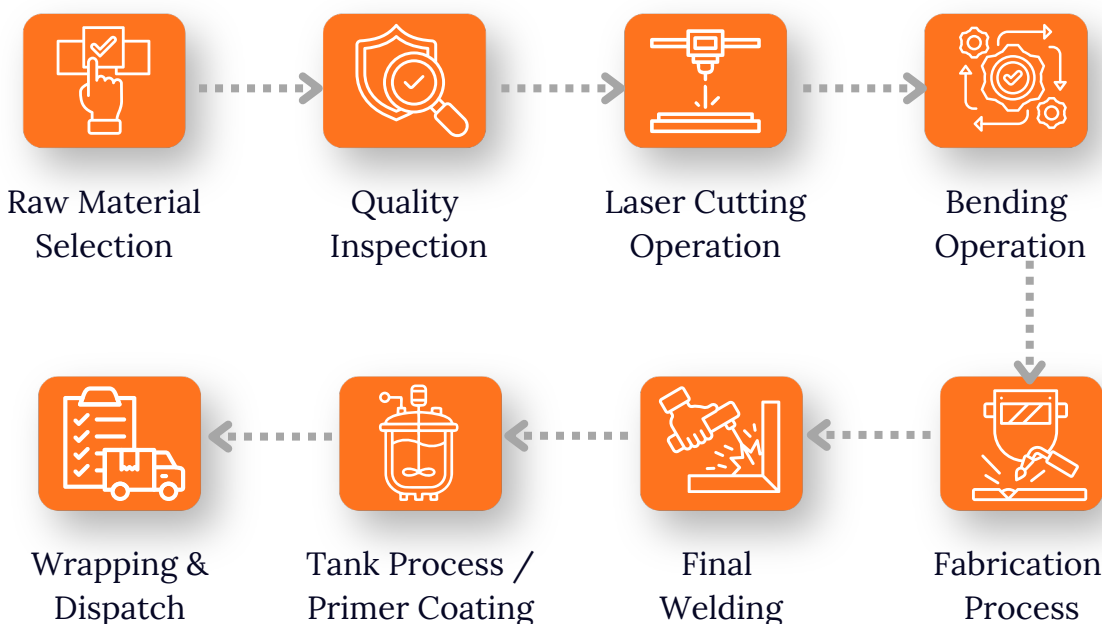 Raw Material
Selection
Quality
Inspection
Laser Cutting
Operation
Bending
Operation
Wrapping &
Dispatch
Tank Process /
Primer Coating
Final
Welding
Fabrication
Process